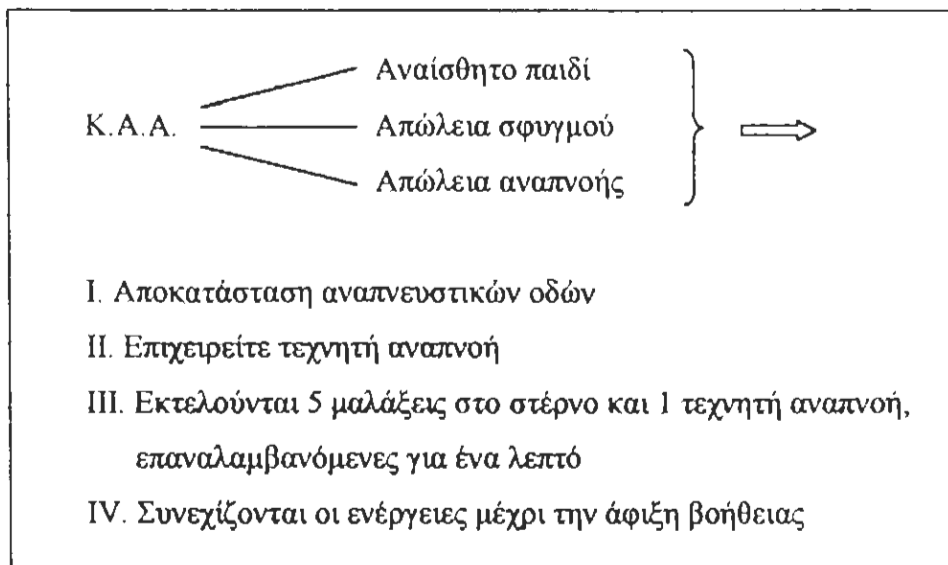 Αναίσθητο παιδί
Κ.Α.Α. Απώλεια σφυγμού
Απώλεια αναπνοής
Ι. Αποκατάσταση αναπνευστικών οδών
ΙΙ. Επιχειρείτε τεχνητή αναπνοή
ΙΙΙ. Εκτελούνται 5 μαλάξεις στο στέρνο και 1 τεχνητή αναπνοή,
επαναλαμβανόμενες για ένα λεπτό
IV. Συνεχίζονται οι ενέργειες μέχρι την άφιξη βοήθειας